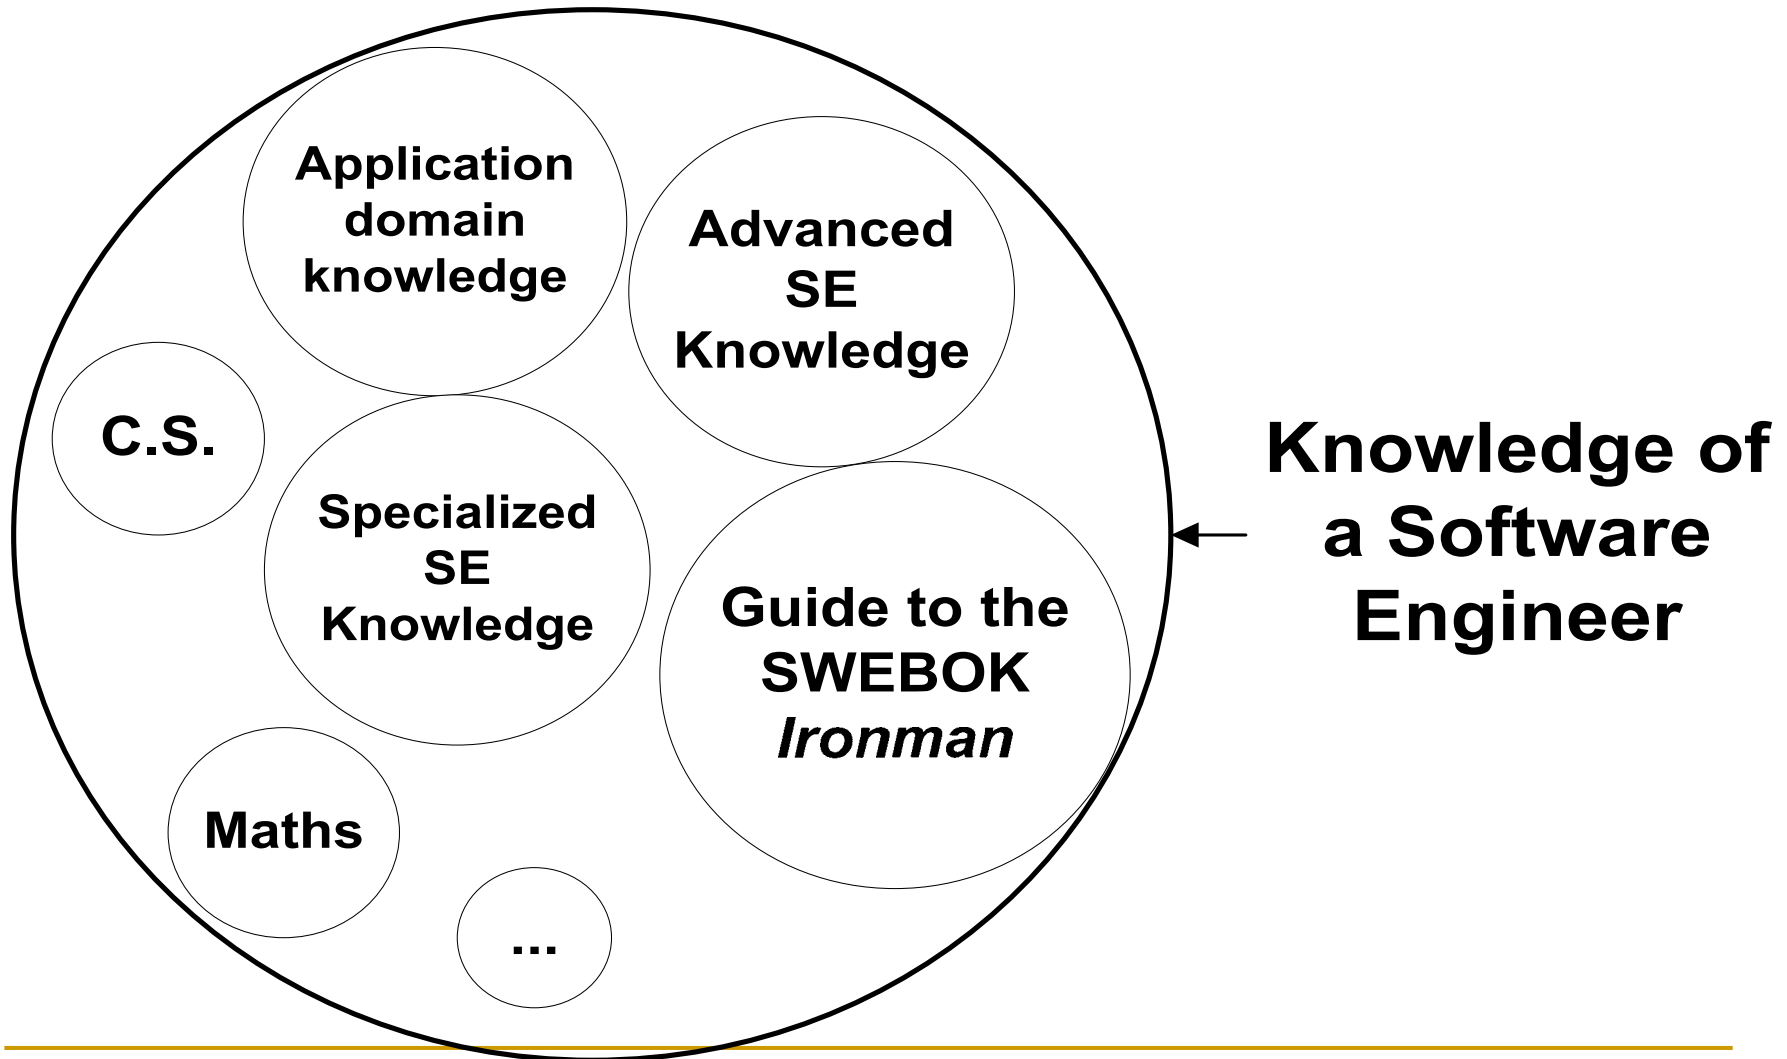 Application
domain
knowledge
Advanced
SE
Knowledge
C.S.
Specialized
SE
Knowledge
Guide to the
SWEBOK
Ironman
Maths
...
Knowledge of
a Software
Engineer